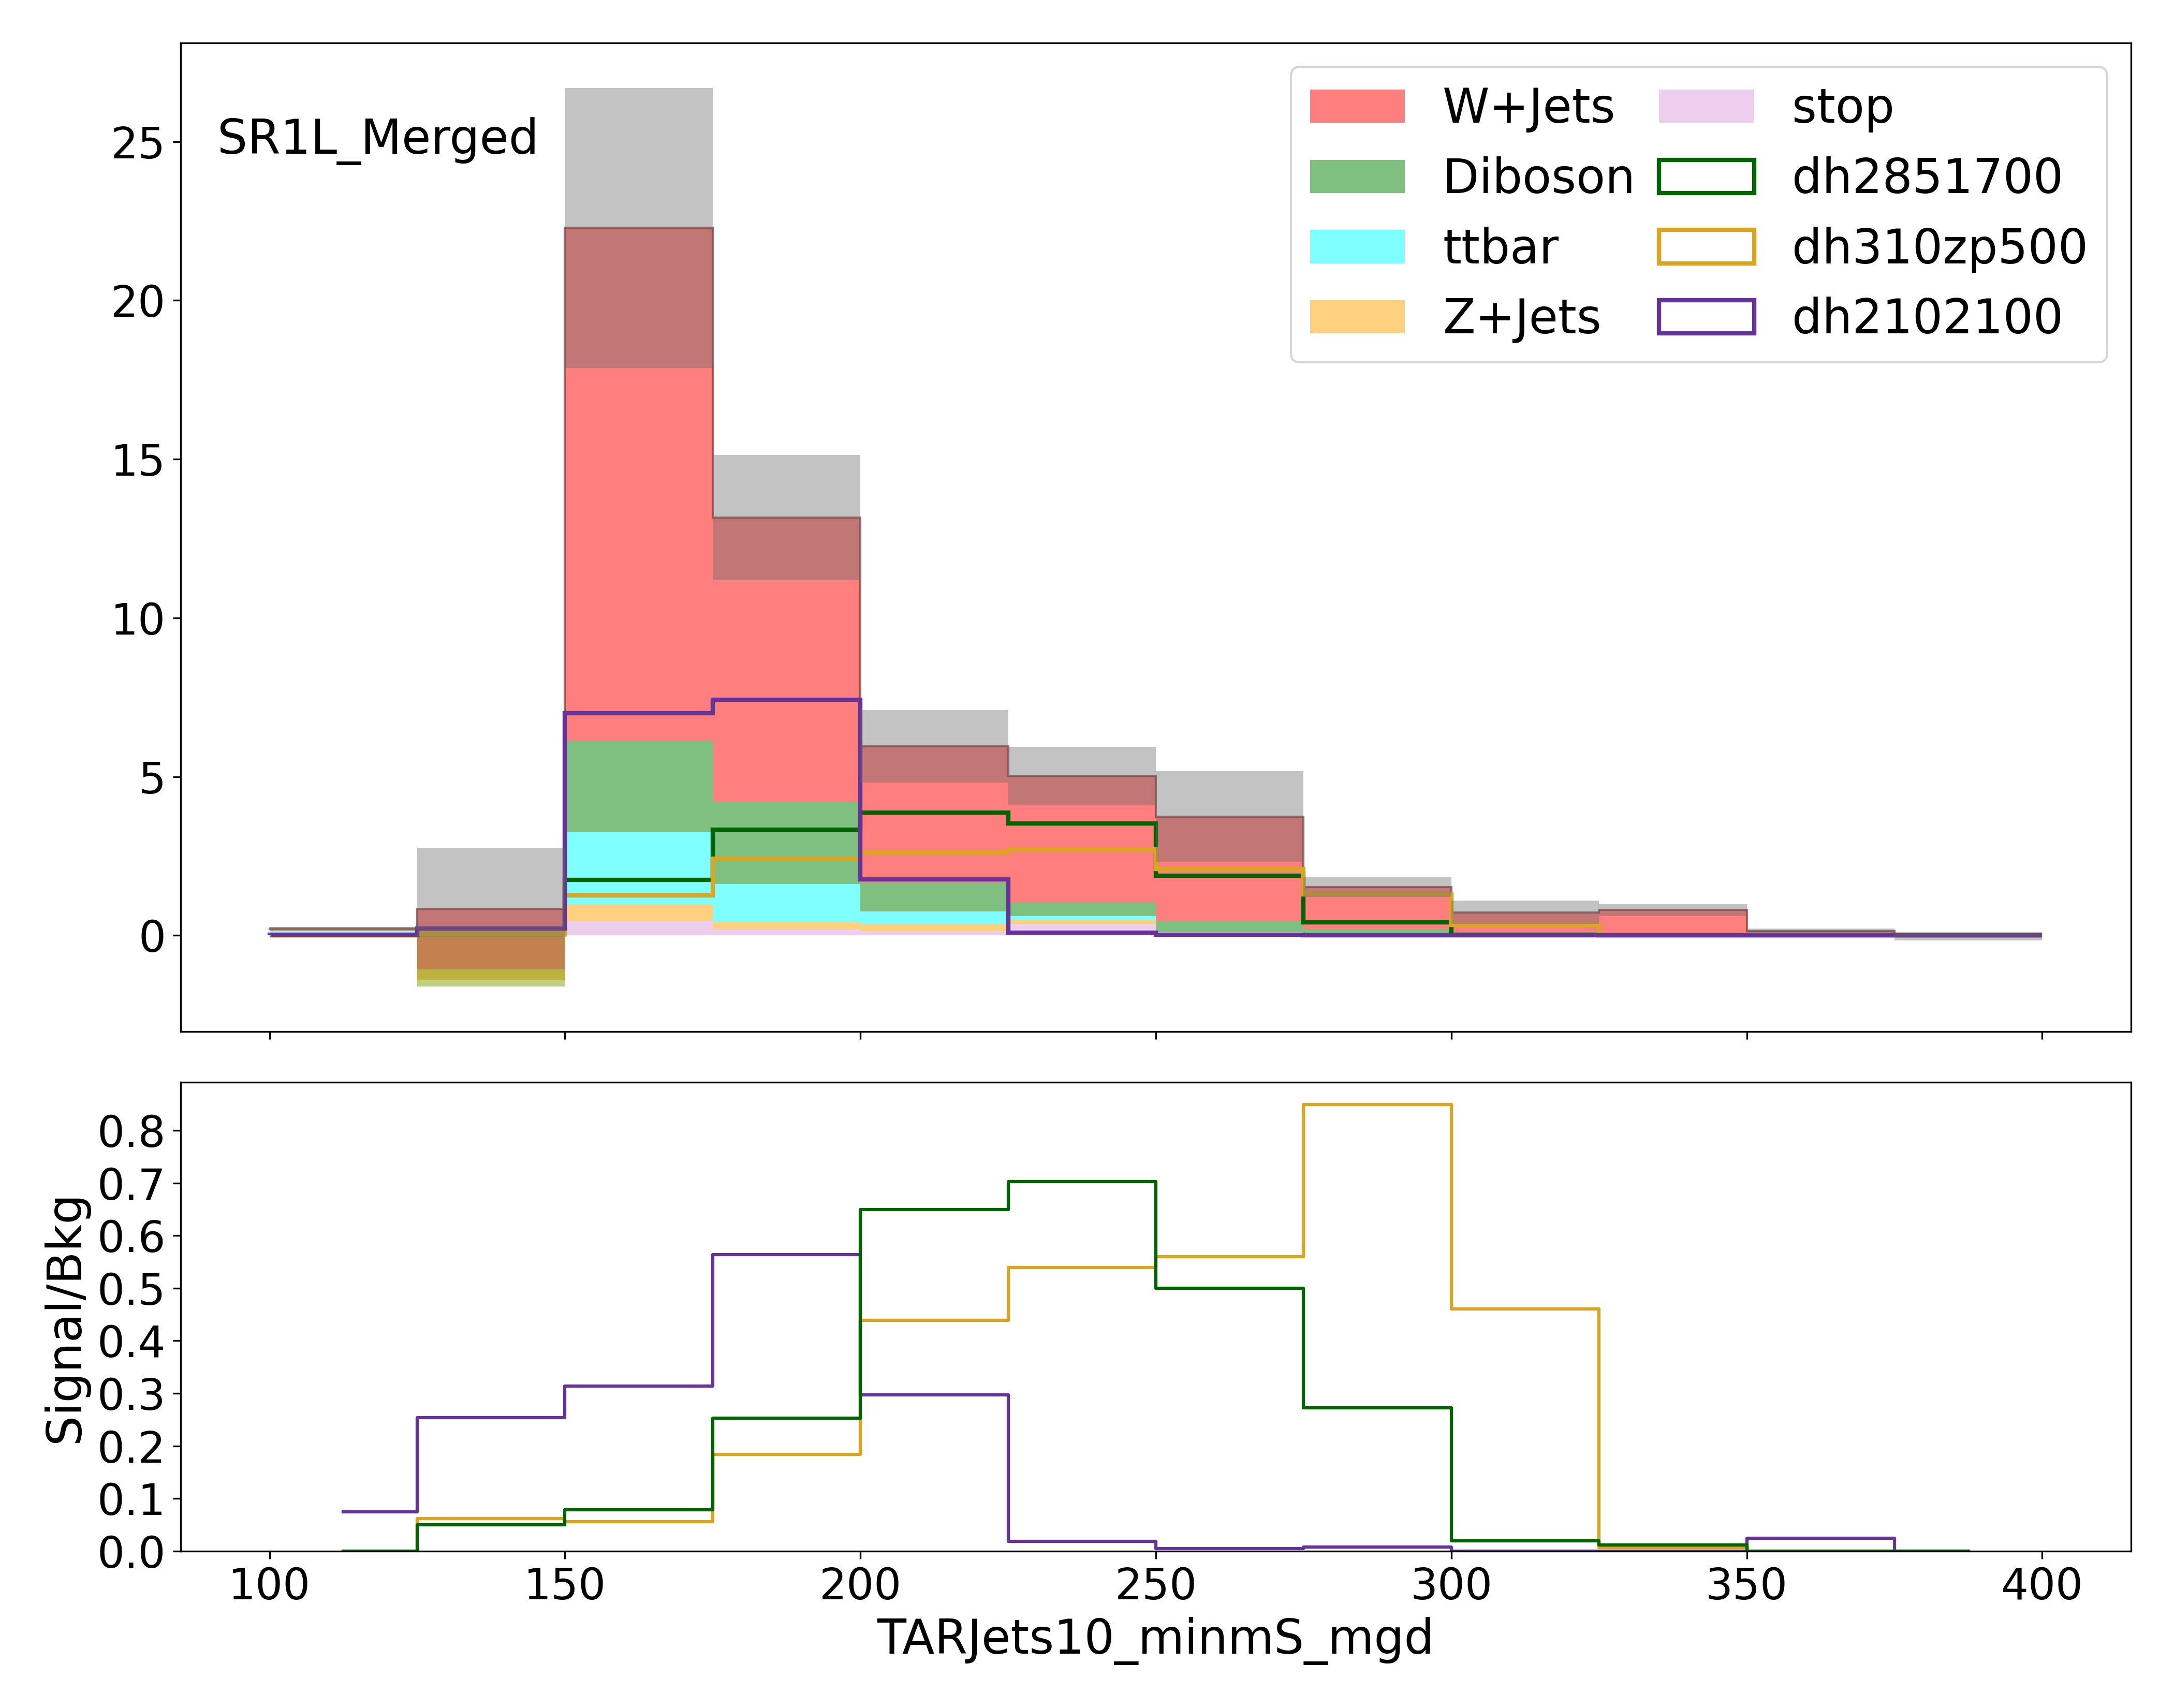 SR1L_Merged
W+Jets
Diboson
ttbar
Z+Jets
stop
dh2851700
dh310zp500
dh2102100
25
20
15
10
5
0
Signal/Bkg
0.8
0.7
0.6
0.5
0.4
0.3
0.2
0.1
0.0
100 150 200 250 300 350 400
TARJets10_minmS_mgd